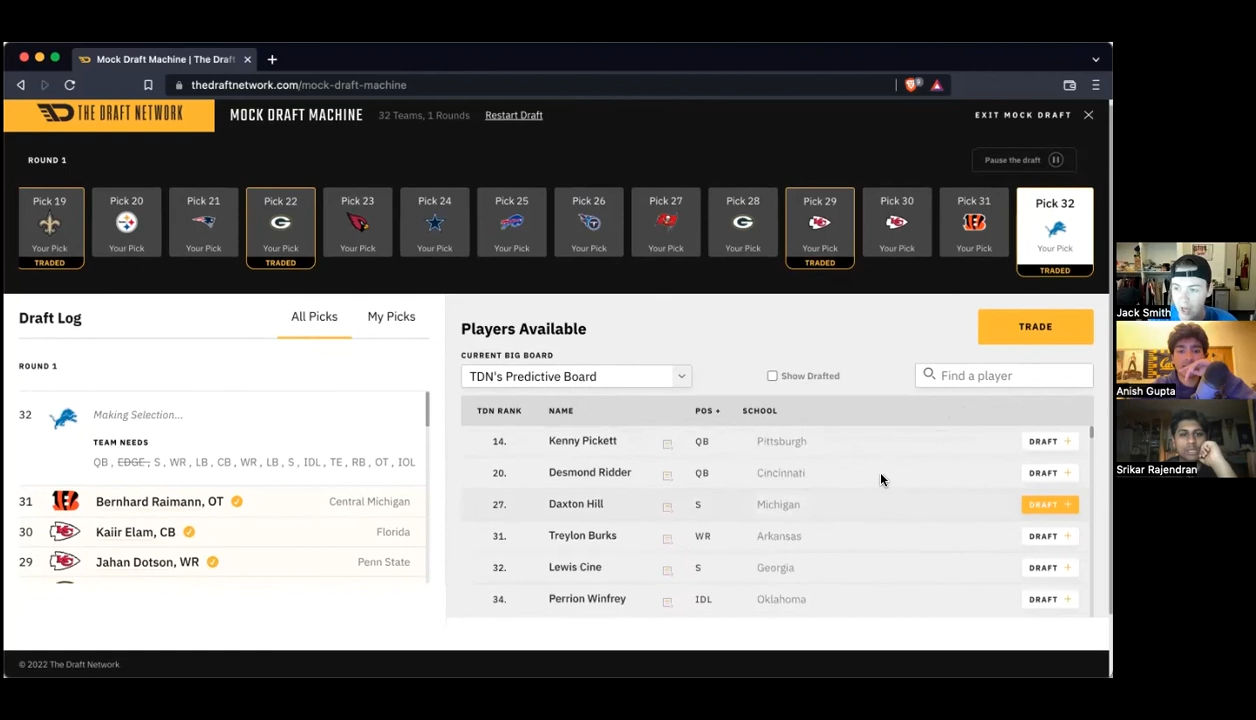 Mock Draft Machine | The Draft
thedraftnetwork.com/mock-draft-machine
THE DRAFT NETWORK
MOCK DRAFT MACHINE
32 Teams, 1 Rounds
Restart Draft
EXIT MOCK DRAFT
ROUND 1
Pause the draft
Pick 19 Pick 20 Pick 21 Pick 22 Pick 23 Pick 24 Pick 25 Pick 26 Pick 27 Pick 28 Pick 29 Pick 30 Pick 31 Pick 32
Your Pick Your Pick Your Pick Your Pick Your Pick Your Pick Your Pick Your Pick Your Pick Your Pick Your Pick Your Pick Your Pick Your Pick
TRADED TRADED TRADED TRADED
Draft Log
All Picks
My Picks
ROUND 1
32 Making Selection...
TEAM NEEDS
QB , EDGE , S , WR , LB , CB , WR , LB , S , IDL , TE , RB , OT , IOL
31 Bernhard Raimann, OT Central Michigan
30 Kaiir Elam, CB Florida
29 Jahan Dotson, WR Penn State
Players Available
TRADE
CURRENT BIG BOARD
TDN's Predictive Board
Show Drafted
Find a player
TDN RANK NAME POS + SCHOOL
14. Kenny Pickett QB Pittsburgh DRAFT +
20. Desmond Ridder QB Cincinnati DRAFT +
27. Daxton Hill S Michigan DRAFT +
31. Treylon Burks WR Arkansas DRAFT +
32. Lewis Cine S Georgia DRAFT +
34. Perrion Winfrey IDL Oklahoma DRAFT +
© 2022 The Draft Network
Jack Smith
Anish Gupta
Srikar Rajendran